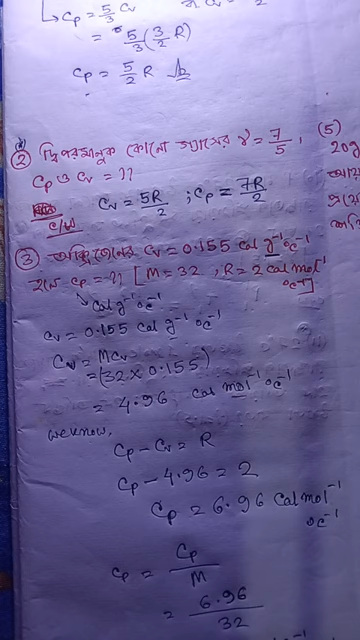 ↳ Cp = 5/3 Cv
= 5/3 (3/2 R)
Cp = 5/2 R
② দ্বিপরমানুক কোনো গ্যাসের γ = 7/5,
Cp ও Cv = ??
C/W
Cv = 5R/2 ; Cp = 7R/2
③ অক্সিজেনের Cv = 0.155 Cal g⁻¹ °C⁻¹
হলে Cp = ?? [M = 32, R = 2 Cal mol⁻¹ °C⁻¹]
↳ Cal g⁻¹ °C⁻¹
Cv = 0.155 Cal g⁻¹ °C⁻¹
Cv = MCv
= (32 × 0.155)
= 4.96 Cal mol⁻¹ °C⁻¹
we know,
Cp - Cv = R
Cp - 4.96 = 2
Cp = 6.96 Cal mol⁻¹ °C⁻¹
Cp = Cp/M
= 6.96/32
(5)
20g